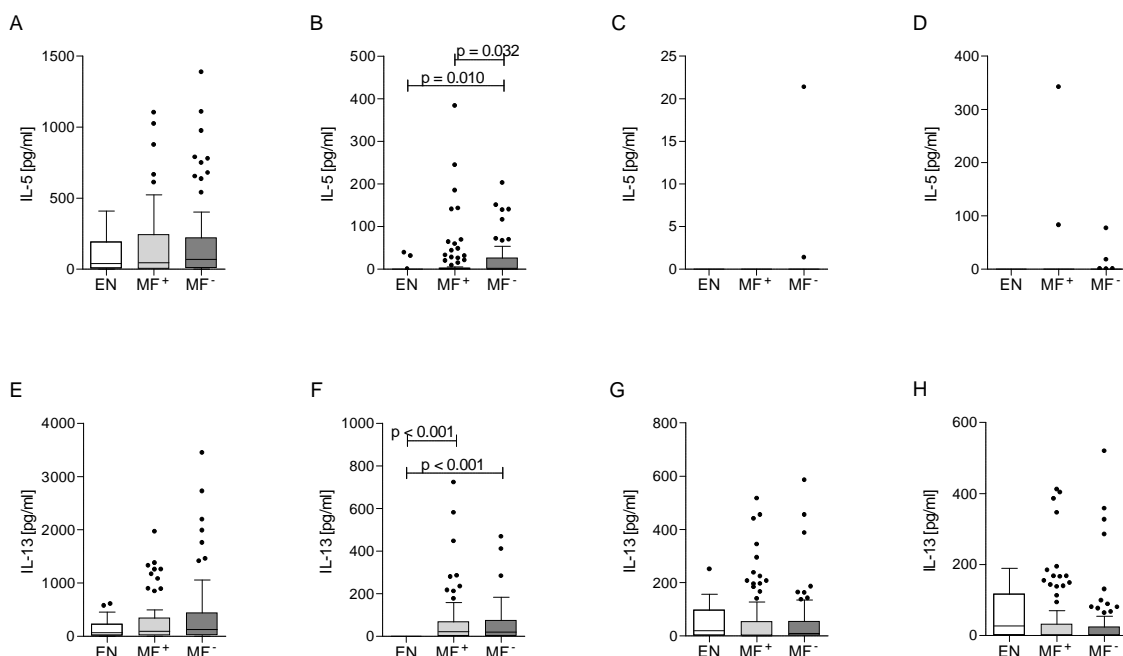 A
IL-5 [pg/ml]
1500
1000
500
0
EN MF+ MF-
B
IL-5 [pg/ml]
500
400
300
200
100
0
p = 0.032
p = 0.010
EN MF+ MF-
C
IL-5 [pg/ml]
25
20
15
10
5
0
EN MF+ MF-
D
IL-5 [pg/ml]
400
300
200
100
0
EN MF+ MF-
E
IL-13 [pg/ml]
4000
3000
2000
1000
0
EN MF+ MF-
F
IL-13 [pg/ml]
1000
800
600
400
200
0
p < 0.001
p < 0.001
EN MF+ MF-
G
IL-13 [pg/ml]
800
600
400
200
0
EN MF+ MF-
H
IL-13 [pg/ml]
600
400
200
0
EN MF+ MF-